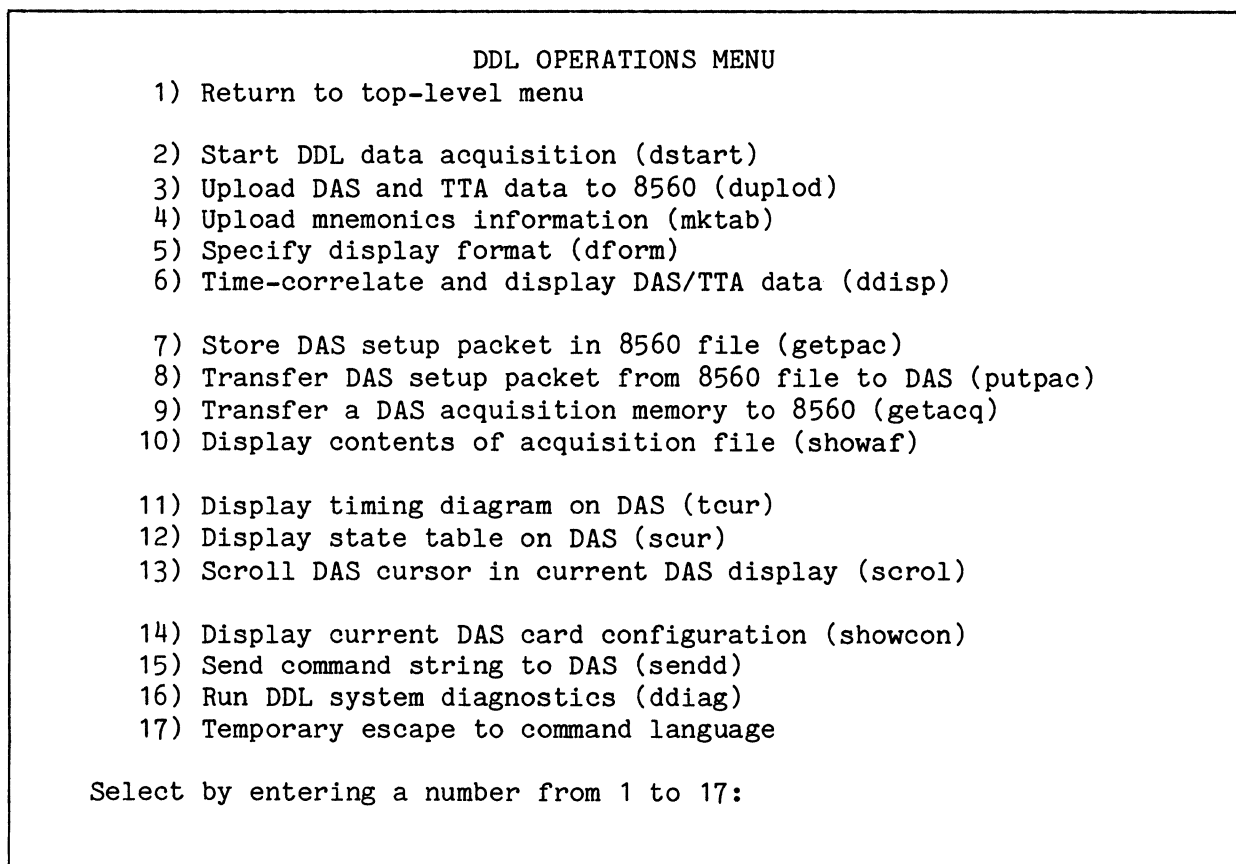 DDL OPERATIONS MENU
1) Return to top-level menu
2) Start DDL data acquisition (dstart)
3) Upload DAS and TTA data to 8560 (duplod)
4) Upload mnemonics information (mktab)
5) Specify display format (dform)
6) Time-correlate and display DAS/TTA data (ddisp)
7) Store DAS setup packet in 8560 file (getpac)
8) Transfer DAS setup packet from 8560 file to DAS (putpac)
9) Transfer a DAS acquisition memory to 8560 (getacq)
10) Display contents of acquisition file (showaf)
11) Display timing diagram on DAS (tcur)
12) Display state table on DAS (scur)
13) Scroll DAS cursor in current DAS display (scrol)
14) Display current DAS card configuration (showcon)
15) Send command string to DAS (sendd)
16) Run DDL system diagnostics (ddiag)
17) Temporary escape to command language
Select by entering a number from 1 to 17: